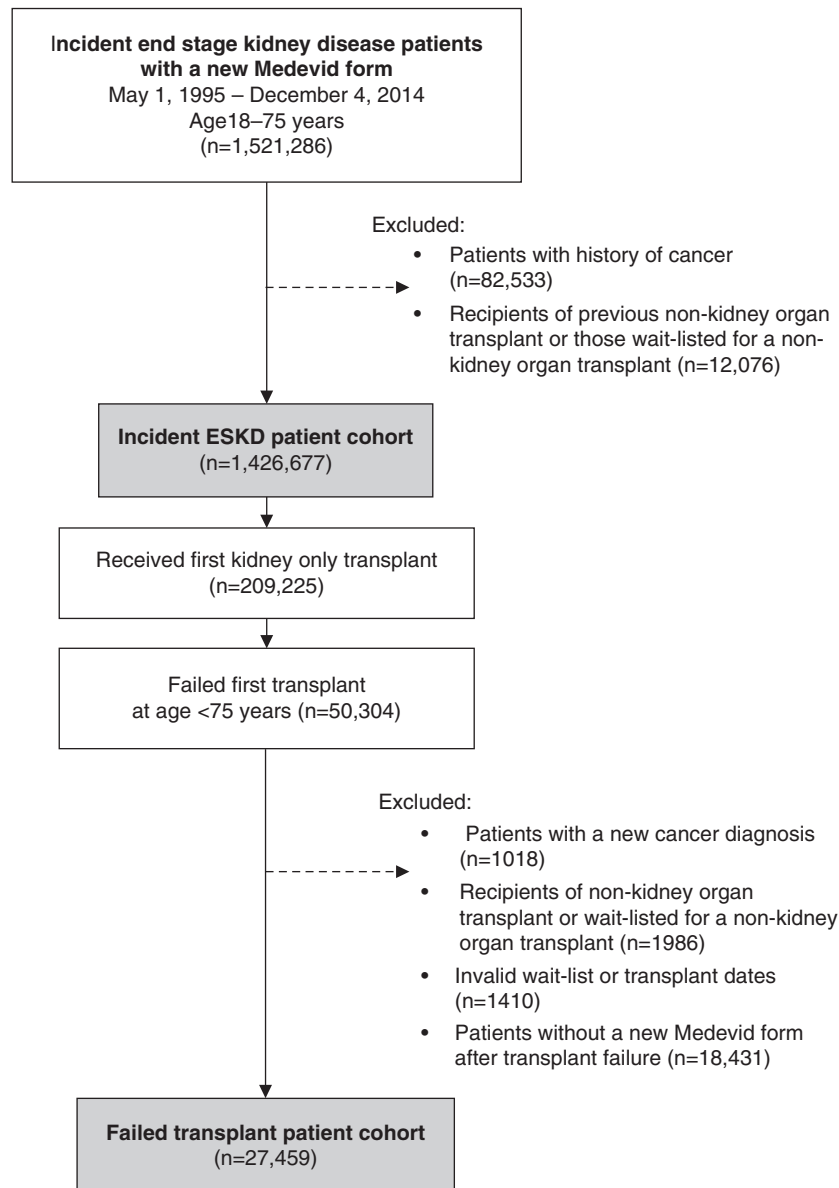 Incident end stage kidney disease patients
with a new Medevid form
May 1, 1995 – December 4, 2014
Age18–75 years
(n=1,521,286)
Excluded:
• Patients with history of cancer
(n=82,533)
• Recipients of previous non-kidney organ
transplant or those wait-listed for a non-
kidney organ transplant (n=12,076)
Incident ESKD patient cohort
(n=1,426,677)
Received first kidney only transplant
(n=209,225)
Failed first transplant
at age <75 years (n=50,304)
Excluded:
• Patients with a new cancer diagnosis
(n=1018)
• Recipients of non-kidney organ
transplant or wait-listed for a non-kidney
organ transplant (n=1986)
• Invalid wait-list or transplant dates
(n=1410)
• Patients without a new Medevid form
after transplant failure (n=18,431)
Failed transplant patient cohort
(n=27,459)